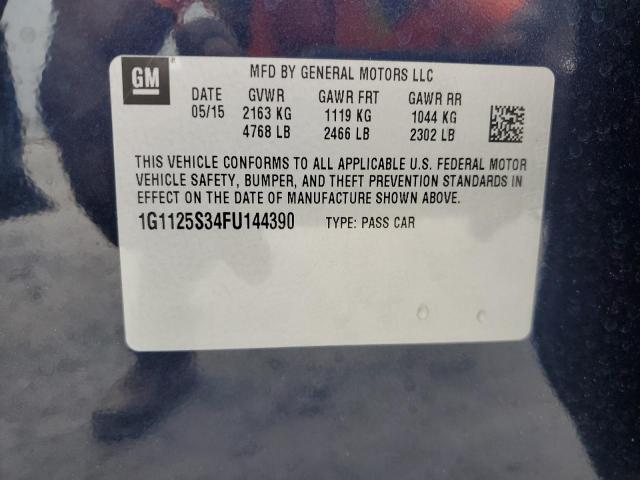 GM
MFD BY GENERAL MOTORS LLC
DATE GVWR GAWR FRT GAWR RR
05/15 2163 KG 1119 KG 1044 KG
4768 LB 2466 LB 2302 LB
THIS VEHICLE CONFORMS TO ALL APPLICABLE U.S. FEDERAL MOTOR
VEHICLE SAFETY, BUMPER, AND THEFT PREVENTION STANDARDS IN
EFFECT ON THE DATE OF MANUFACTURE SHOWN ABOVE.
1G1125S34FU144390 TYPE: PASS CAR